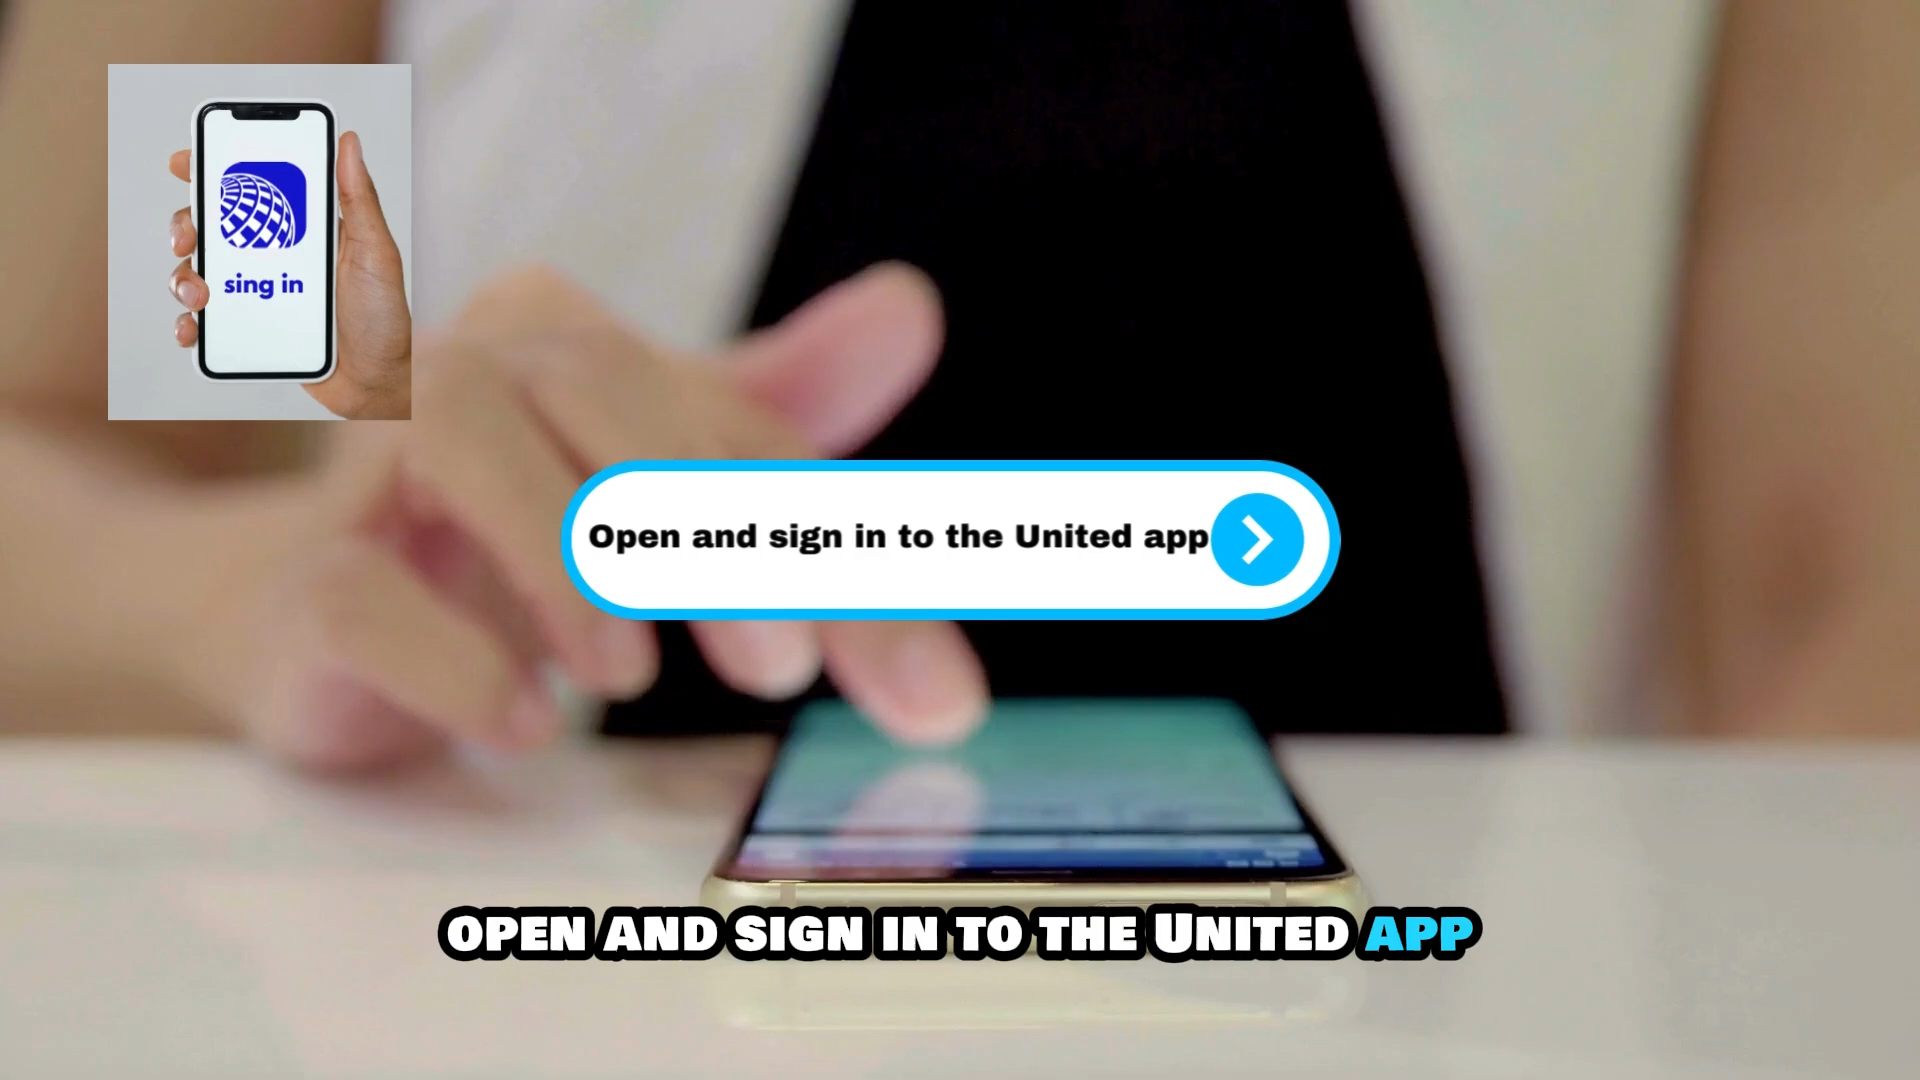 sing in
Open and sign in to the United app
OPEN AND SIGN IN TO THE UNITED APP